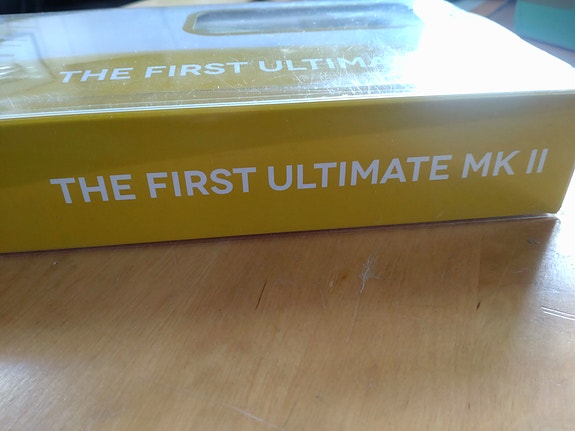 THE FIRST ULTIMA
THE FIRST ULTIMATE MK II